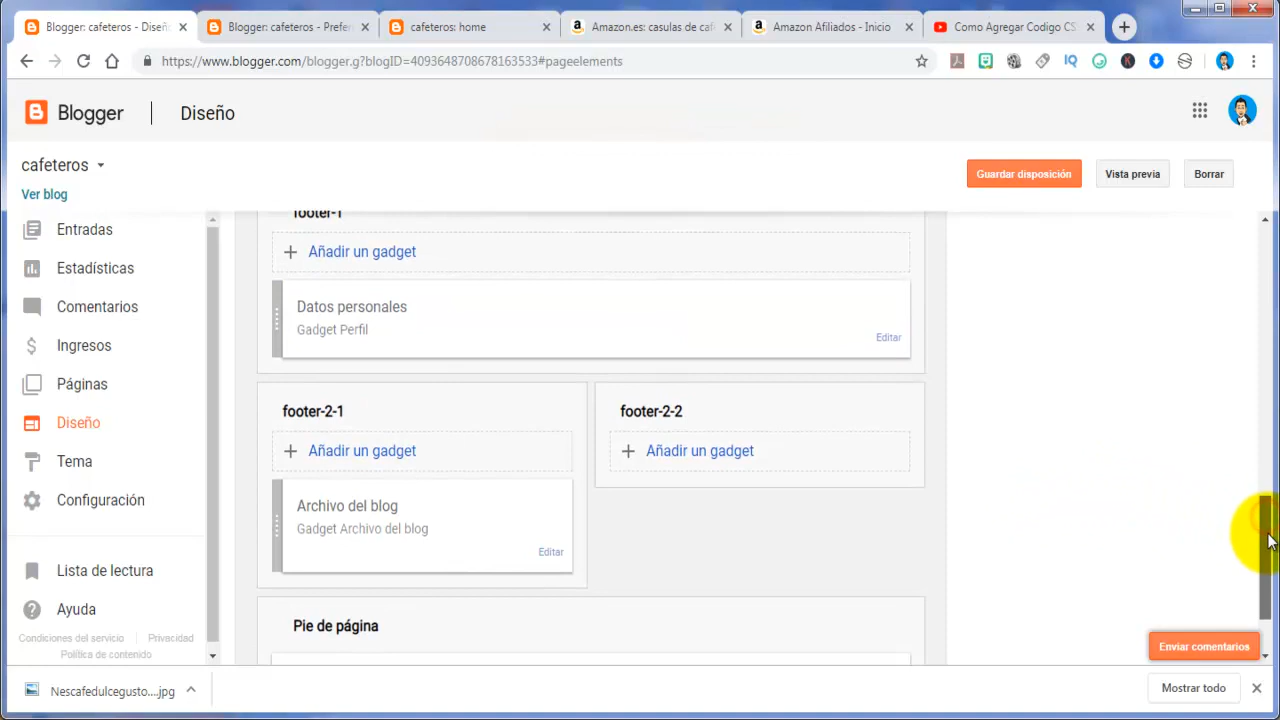 Blogger: cafeteros - Diseñ
Blogger: cafeteros - Prefer
cafeteros: home
Amazon.es: casulas de caf
Amazon Afiliados - Inicio
Como Agregar Codigo CS
https://www.blogger.com/blogger.g?blogID=4093648708678163533#pageelements
Blogger
Diseño
cafeteros
Guardar disposición
Vista previa
Borrar
Ver blog
Entradas
Estadísticas
Comentarios
Ingresos
Páginas
Diseño
Tema
Configuración
Lista de lectura
Ayuda
Condiciones del servicio
Privacidad
Política de contenido
footer-1
Añadir un gadget
Datos personales
Gadget Perfil
Editar
footer-2-1
Añadir un gadget
Archivo del blog
Gadget Archivo del blog
Editar
footer-2-2
Añadir un gadget
Pie de página
Enviar comentarios
Nescafedulcegusto....jpg
Mostrar todo